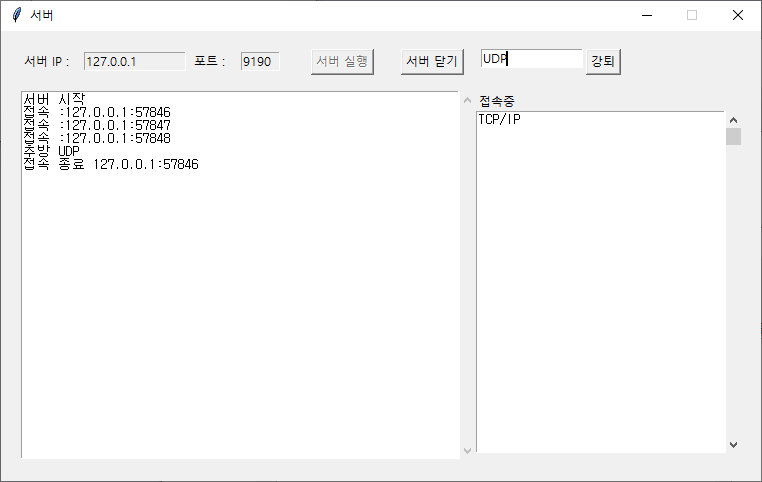 서버
서버 IP : 127.0.0.1 포트 : 9190 서버 실행 서버 닫기 UDP 강퇴
서버 시작
접속 :127.0.0.1:57846
접속 :127.0.0.1:57847
접속 :127.0.0.1:57848
추방 UDP
접속 종료 127.0.0.1:57846
접속중
TCP/IP